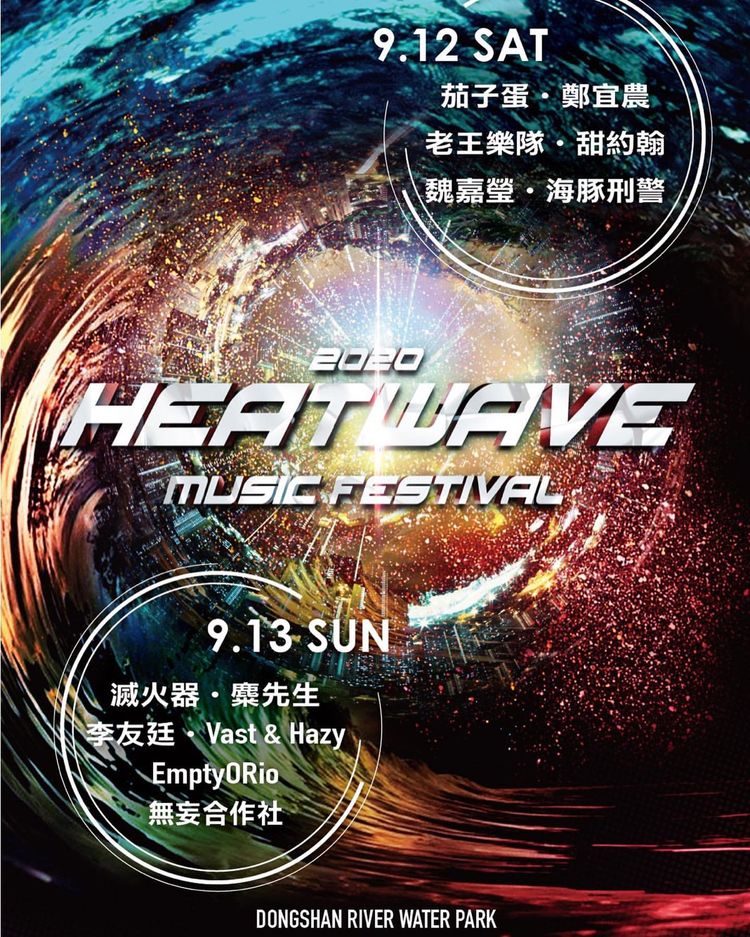 9.12 SAT
茄子蛋・鄭宜農
老王樂隊・甜約翰
魏嘉瑩・海豚刑警
2020
HEATWAVE
MUSIC FESTIVAL
9.13 SUN
滅火器・麋先生
李友廷・Vast & Hazy
EmptyORio
無妄合作社
DONGSHAN RIVER WATER PARK